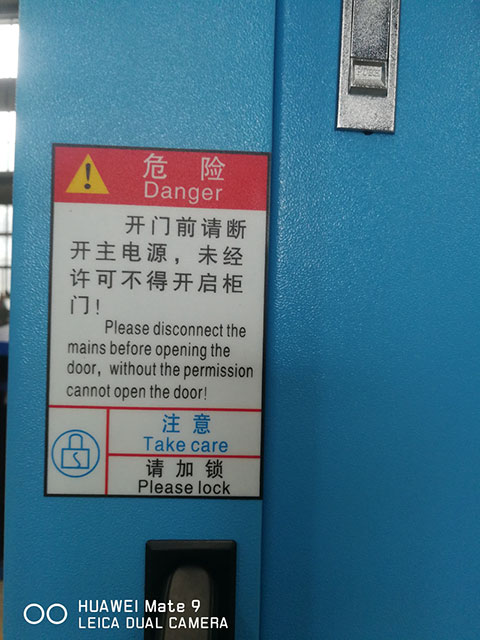 危 险
Danger
开门前请断
开主电源，未经
许可不得开启柜
门！
Please disconnect the
mains before opening the
door, without the permission
cannot open the door!
注 意
Take care
请 加 锁
Please lock
HUAWEI Mate 9
LEICA DUAL CAMERA